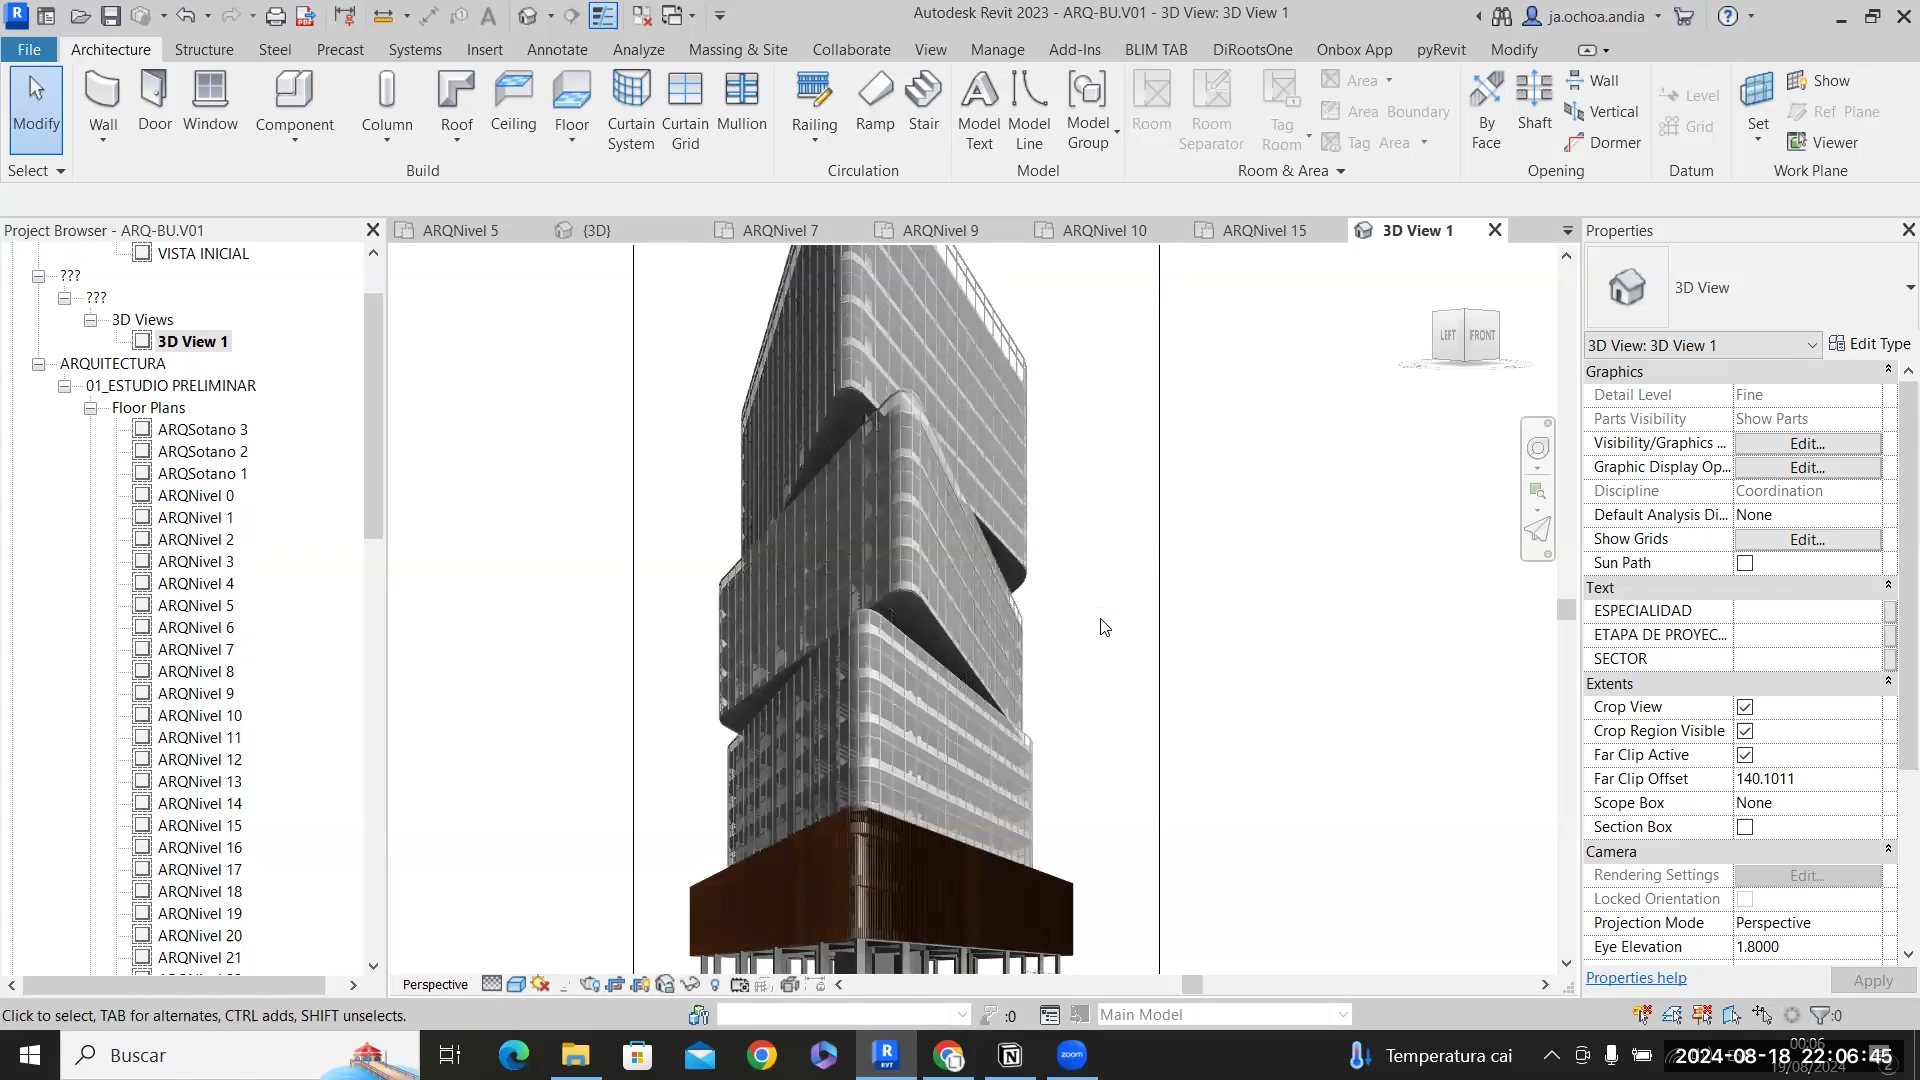 Autodesk Revit 2023 - ARQ-BU.V01 - 3D View: 3D View 1
ja.ochoa.andia
File Architecture Structure Steel Precast Systems Insert Annotate Analyze Massing & Site Collaborate View Manage Add-Ins BLIM TAB DiRootsOne Onbox App pyRevit Modify
Modify
Wall
Door
Window
Component
Column
Roof
Ceiling
Floor
Curtain System
Curtain Grid
Mullion
Railing
Ramp
Stair
Model Text
Model Line
Model Group
Room
Room Separator
Tag Room
Area
Area Boundary
Tag Area
By Face
Shaft
Wall
Vertical
Dormer
Level
Grid
Set
Show
Ref Plane
Viewer
Select Build Circulation Model Room & Area Opening Datum Work Plane
Project Browser - ARQ-BU.V01
VISTA INICIAL
???
???
3D Views
3D View 1
ARQUITECTURA
01_ESTUDIO PRELIMINAR
Floor Plans
ARQSotano 3
ARQSotano 2
ARQSotano 1
ARQNivel 0
ARQNivel 1
ARQNivel 2
ARQNivel 3
ARQNivel 4
ARQNivel 5
ARQNivel 6
ARQNivel 7
ARQNivel 8
ARQNivel 9
ARQNivel 10
ARQNivel 11
ARQNivel 12
ARQNivel 13
ARQNivel 14
ARQNivel 15
ARQNivel 16
ARQNivel 17
ARQNivel 18
ARQNivel 19
ARQNivel 20
ARQNivel 21
ARQNivel 5 {3D} ARQNivel 7 ARQNivel 9 ARQNivel 10 ARQNivel 15 3D View 1
LEFT FRONT
Perspective
Properties
3D View
3D View: 3D View 1 Edit Type
Graphics
Detail Level Fine
Parts Visibility Show Parts
Visibility/Graphics ... Edit...
Graphic Display Op... Edit...
Discipline Coordination
Default Analysis Di... None
Show Grids Edit...
Sun Path
Text
ESPECIALIDAD
ETAPA DE PROYEC...
SECTOR
Extents
Crop View
Crop Region Visible
Far Clip Active
Far Clip Offset 140.1011
Scope Box None
Section Box
Camera
Rendering Settings Edit...
Locked Orientation
Projection Mode Perspective
Eye Elevation 1.8000
Properties help Apply
Click to select, TAB for alternates, CTRL adds, SHIFT unselects.
:0
Main Model
:0
Buscar
RVT
zoom
Temperatura cai
00:06
2024-08-18 22:06:45
19/08/2024
2